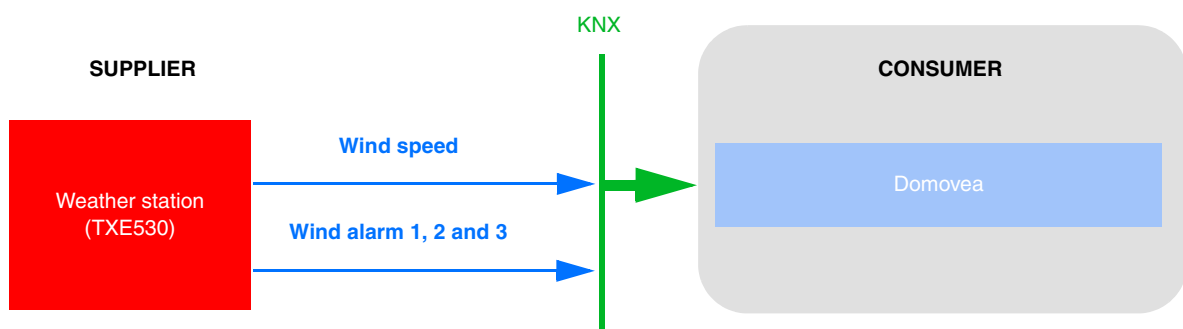 KNX
SUPPLIER
CONSUMER
Wind speed
Domovea
Weather station
(TXE530)
Wind alarm 1, 2 and 3